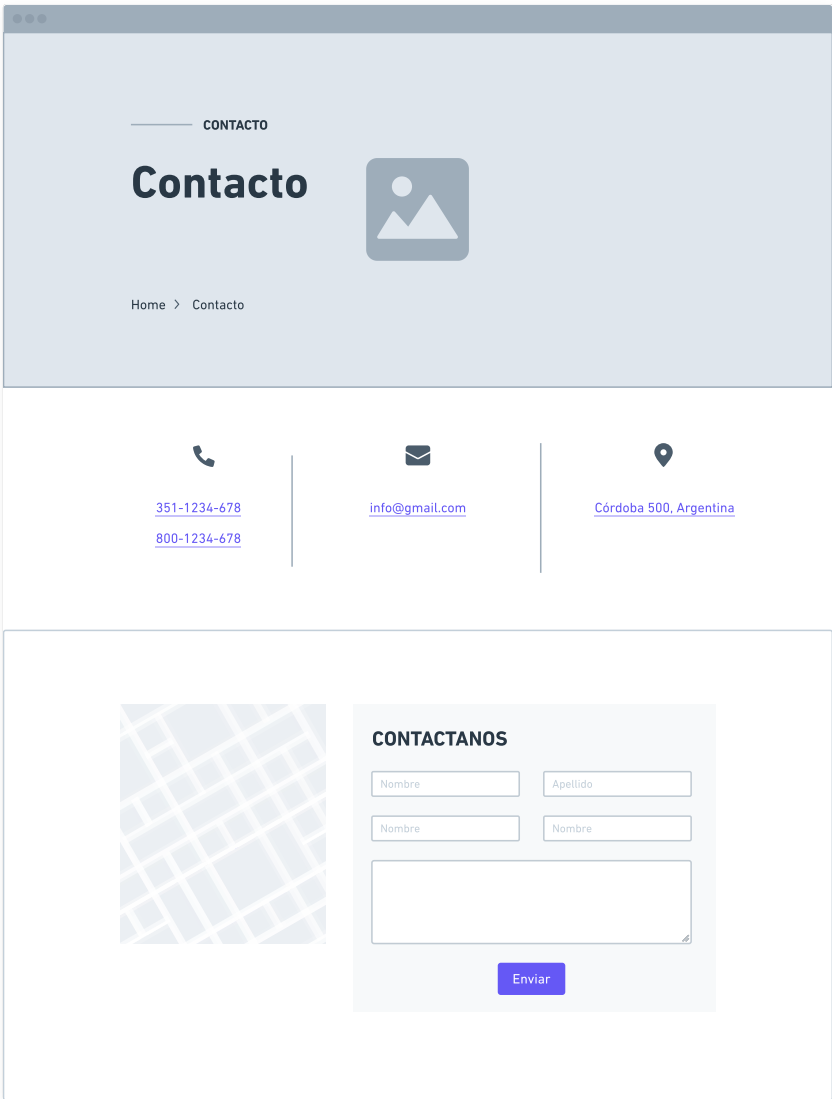 CONTACTO
Contacto
Home > Contacto
351-1234-678
800-1234-678
info@gmail.com
Córdoba 500, Argentina
CONTACTANOS
Nombre
Apellido
Nombre
Nombre
Enviar